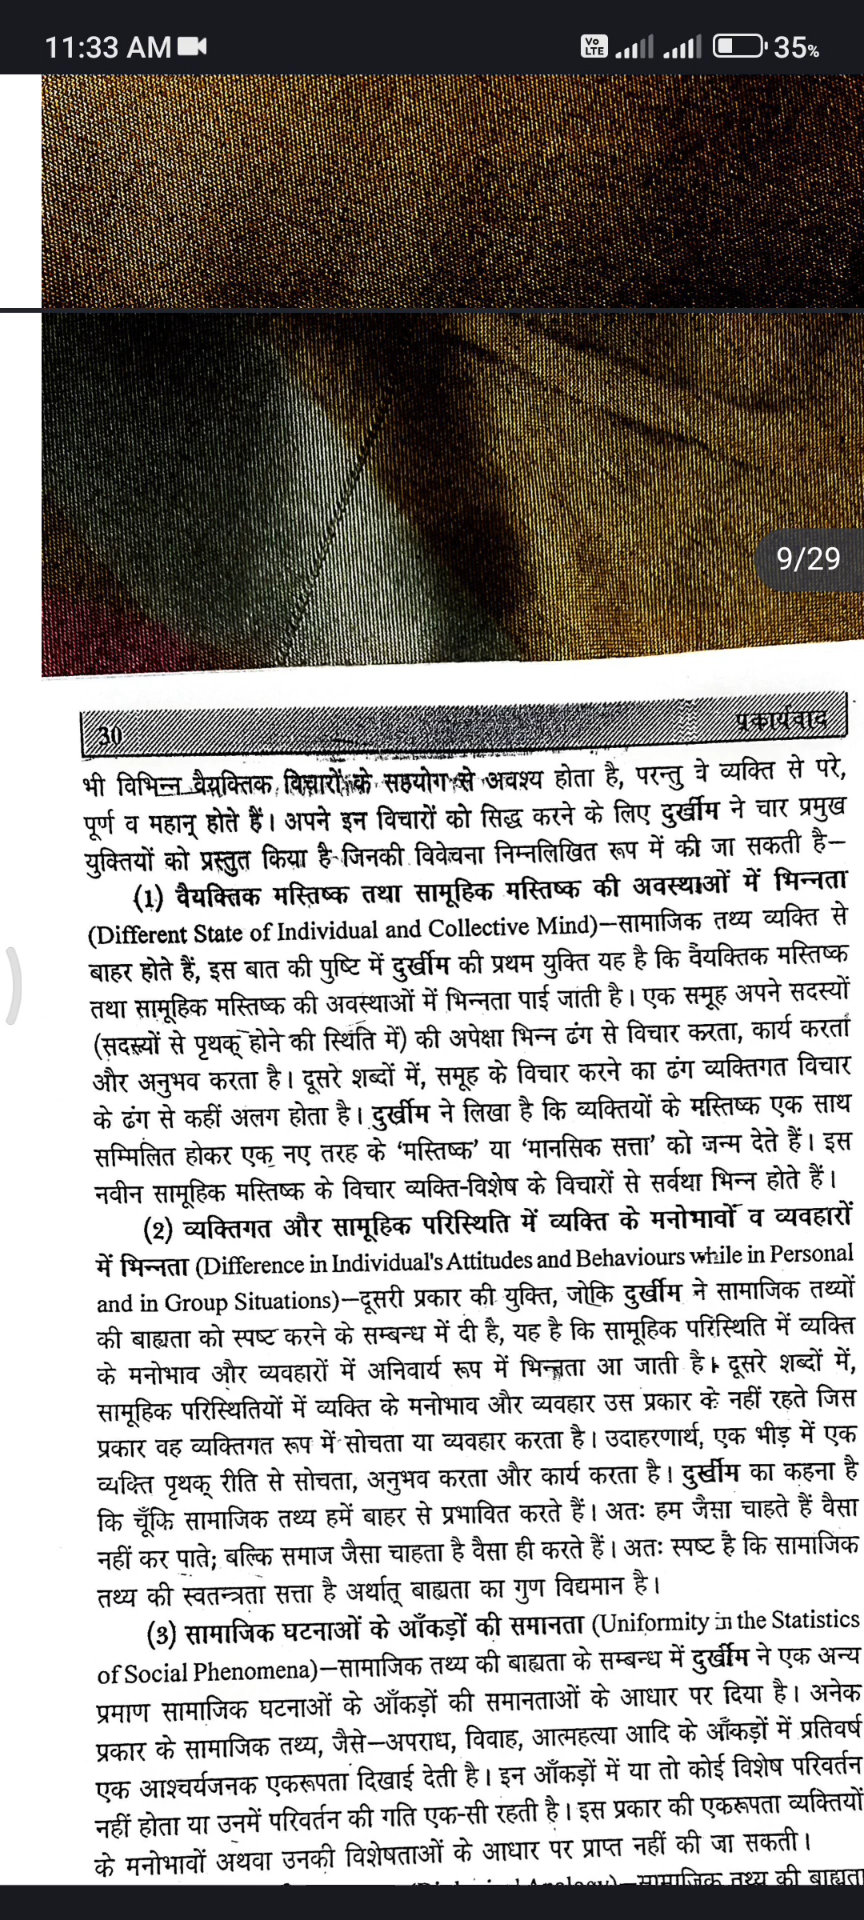 11:33 AM
Vo LTE
35%
9/29
30 प्रकार्यवाद
भी विभिन्न वैयक्तिक विचारों के सहयोग से अवश्य होता है, परन्तु वे व्यक्ति से परे,
पूर्ण व महान् होते हैं। अपने इन विचारों को सिद्ध करने के लिए दुर्खीम ने चार प्रमुख
युक्तियों को प्रस्तुत किया है जिनकी विवेचना निम्नलिखित रूप में की जा सकती है–
(1) वैयक्तिक मस्तिष्क तथा सामूहिक मस्तिष्क की अवस्थाओं में भिन्नता
(Different State of Individual and Collective Mind)–सामाजिक तथ्य व्यक्ति से
बाहर होते हैं, इस बात की पुष्टि में दुर्खीम की प्रथम युक्ति यह है कि वैयक्तिक मस्तिष्क
तथा सामूहिक मस्तिष्क की अवस्थाओं में भिन्नता पाई जाती है। एक समूह अपने सदस्यों
(सदस्यों से पृथक् होने की स्थिति में) की अपेक्षा भिन्न ढंग से विचार करता, कार्य करता
और अनुभव करता है। दूसरे शब्दों में, समूह के विचार करने का ढंग व्यक्तिगत विचार
के ढंग से कहीं अलग होता है। दुर्खीम ने लिखा है कि व्यक्तियों के मस्तिष्क एक साथ
सम्मिलित होकर एक नए तरह के ‘मस्तिष्क’ या ‘मानसिक सत्ता’ को जन्म देते हैं। इस
नवीन सामूहिक मस्तिष्क के विचार व्यक्ति-विशेष के विचारों से सर्वथा भिन्न होते हैं।
(2) व्यक्तिगत और सामूहिक परिस्थिति में व्यक्ति के मनोभावों व व्यवहारों
में भिन्नता (Difference in Individual's Attitudes and Behaviours while in Personal
and in Group Situations)–दूसरी प्रकार की युक्ति, जोकि दुर्खीम ने सामाजिक तथ्यों
की बाह्यता को स्पष्ट करने के सम्बन्ध में दी है, यह है कि सामूहिक परिस्थिति में व्यक्ति
के मनोभाव और व्यवहारों में अनिवार्य रूप में भिन्नता आ जाती है। दूसरे शब्दों में,
सामूहिक परिस्थितियों में व्यक्ति के मनोभाव और व्यवहार उस प्रकार के नहीं रहते जिस
प्रकार वह व्यक्तिगत रूप में सोचता या व्यवहार करता है। उदाहरणार्थ, एक भीड़ में एक
व्यक्ति पृथक् रीति से सोचता, अनुभव करता और कार्य करता है। दुर्खीम का कहना है
कि चूँकि सामाजिक तथ्य हमें बाहर से प्रभावित करते हैं। अतः हम जैसा चाहते हैं वैसा
नहीं कर पाते; बल्कि समाज जैसा चाहता है वैसा ही करते हैं। अतः स्पष्ट है कि सामाजिक
तथ्य की स्वतन्त्रता सत्ता है अर्थात् बाह्यता का गुण विद्यमान है।
(3) सामाजिक घटनाओं के आँकड़ों की समानता (Uniformity in the Statistics
of Social Phenomena)–सामाजिक तथ्य की बाह्यता के सम्बन्ध में दुर्खीम ने एक अन्य
प्रमाण सामाजिक घटनाओं के आँकड़ों की समानताओं के आधार पर दिया है। अनेक
प्रकार के सामाजिक तथ्य, जैसे–अपराध, विवाह, आत्महत्या आदि के आँकड़ों में प्रतिवर्ष
एक आश्चर्यजनक एकरूपता दिखाई देती है। इन आँकड़ों में या तो कोई विशेष परिवर्तन
नहीं होता या उनमें परिवर्तन की गति एक-सी रहती है। इस प्रकार की एकरूपता व्यक्तियों
के मनोभावों अथवा उनकी विशेषताओं के आधार पर प्राप्त नहीं की जा सकती।
Analogy)–सामाजिक तथ्य की बाह्यता